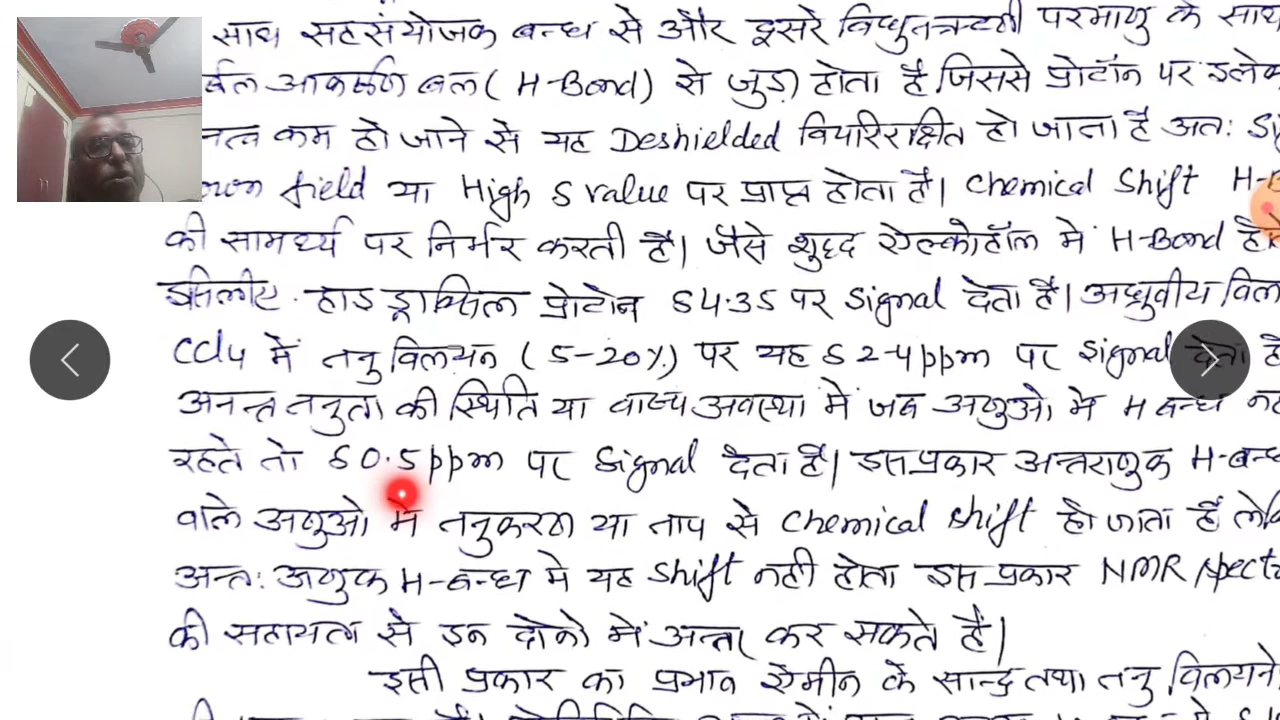 साथ सहसंयोजक बन्ध से और दूसरे विधुतऋणी परमाणु के साथ
आकर्षण बल ( H-Bond) से जुड़ा होता है जिससे प्रोटॉन पर इलेक
नत्व कम हो जाने से यह Deshielded विपरिरक्षित हो जाता है अतः Si
own field या High δ value पर प्राप्त होता है। Chemical Shift H-B
की सामर्थ्य पर निर्भर करती है। जैसे शुद्ध ऐल्कोहॉल में H-Bond होत
इसलिए हाइड्रॉक्सिल प्रोटोन δ4.35 पर signal देता है। अध्रुवीय विल
CCl4 में तनु विलयन ( 5-20%) पर यह δ 2-4 ppm पर signal देता है
अनन्त तनुता की स्थिति या वाष्प अवस्था में जब अणुओ में H बन्ध नह
रहते तो δ0.5 ppm पर Signal देता है। इस प्रकार अन्तराणुक H-बन्ध
वाले अणुओ में तनुकरण या ताप से Chemical shift हो जाता है लेकि
अन्तः अणुक H-बन्ध मे यह shift नही होता इस प्रकार NMR spectr
की सहायता से इन दोनो में अन्तर कर सकते है।
इसी प्रकार का प्रभाव ऐमीन के सान्द्र तथा तनु विलयने